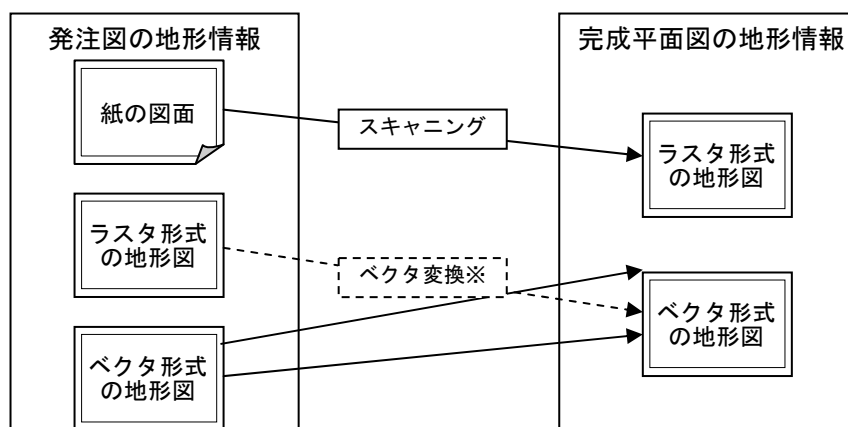 発注図の地形情報
完成平面図の地形情報
紙の図面
スキャニング
ラスタ形式
の地形図
ラスタ形式
の地形図
ベクタ変換※
ベクタ形式
の地形図
ベクタ形式
の地形図